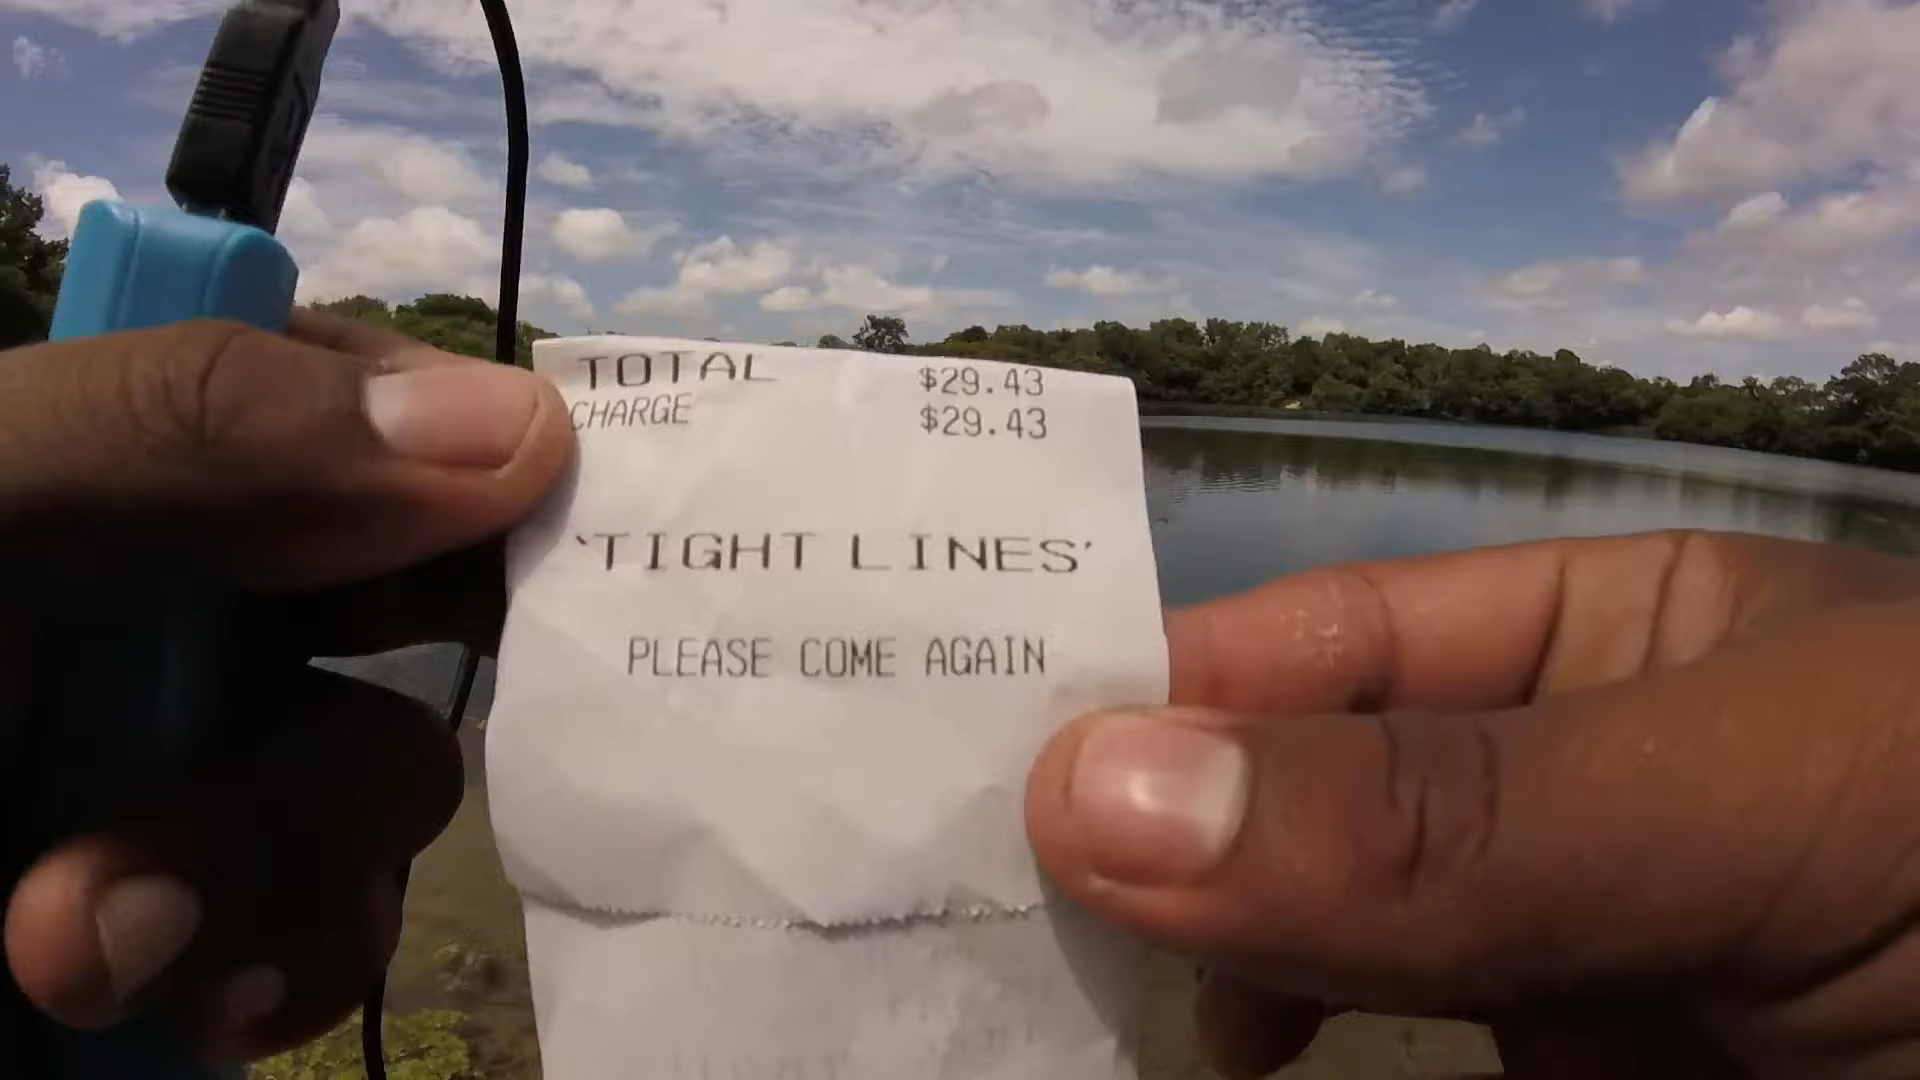 TOTAL $29.43
CHARGE $29.43
'TIGHT LINES'
PLEASE COME AGAIN